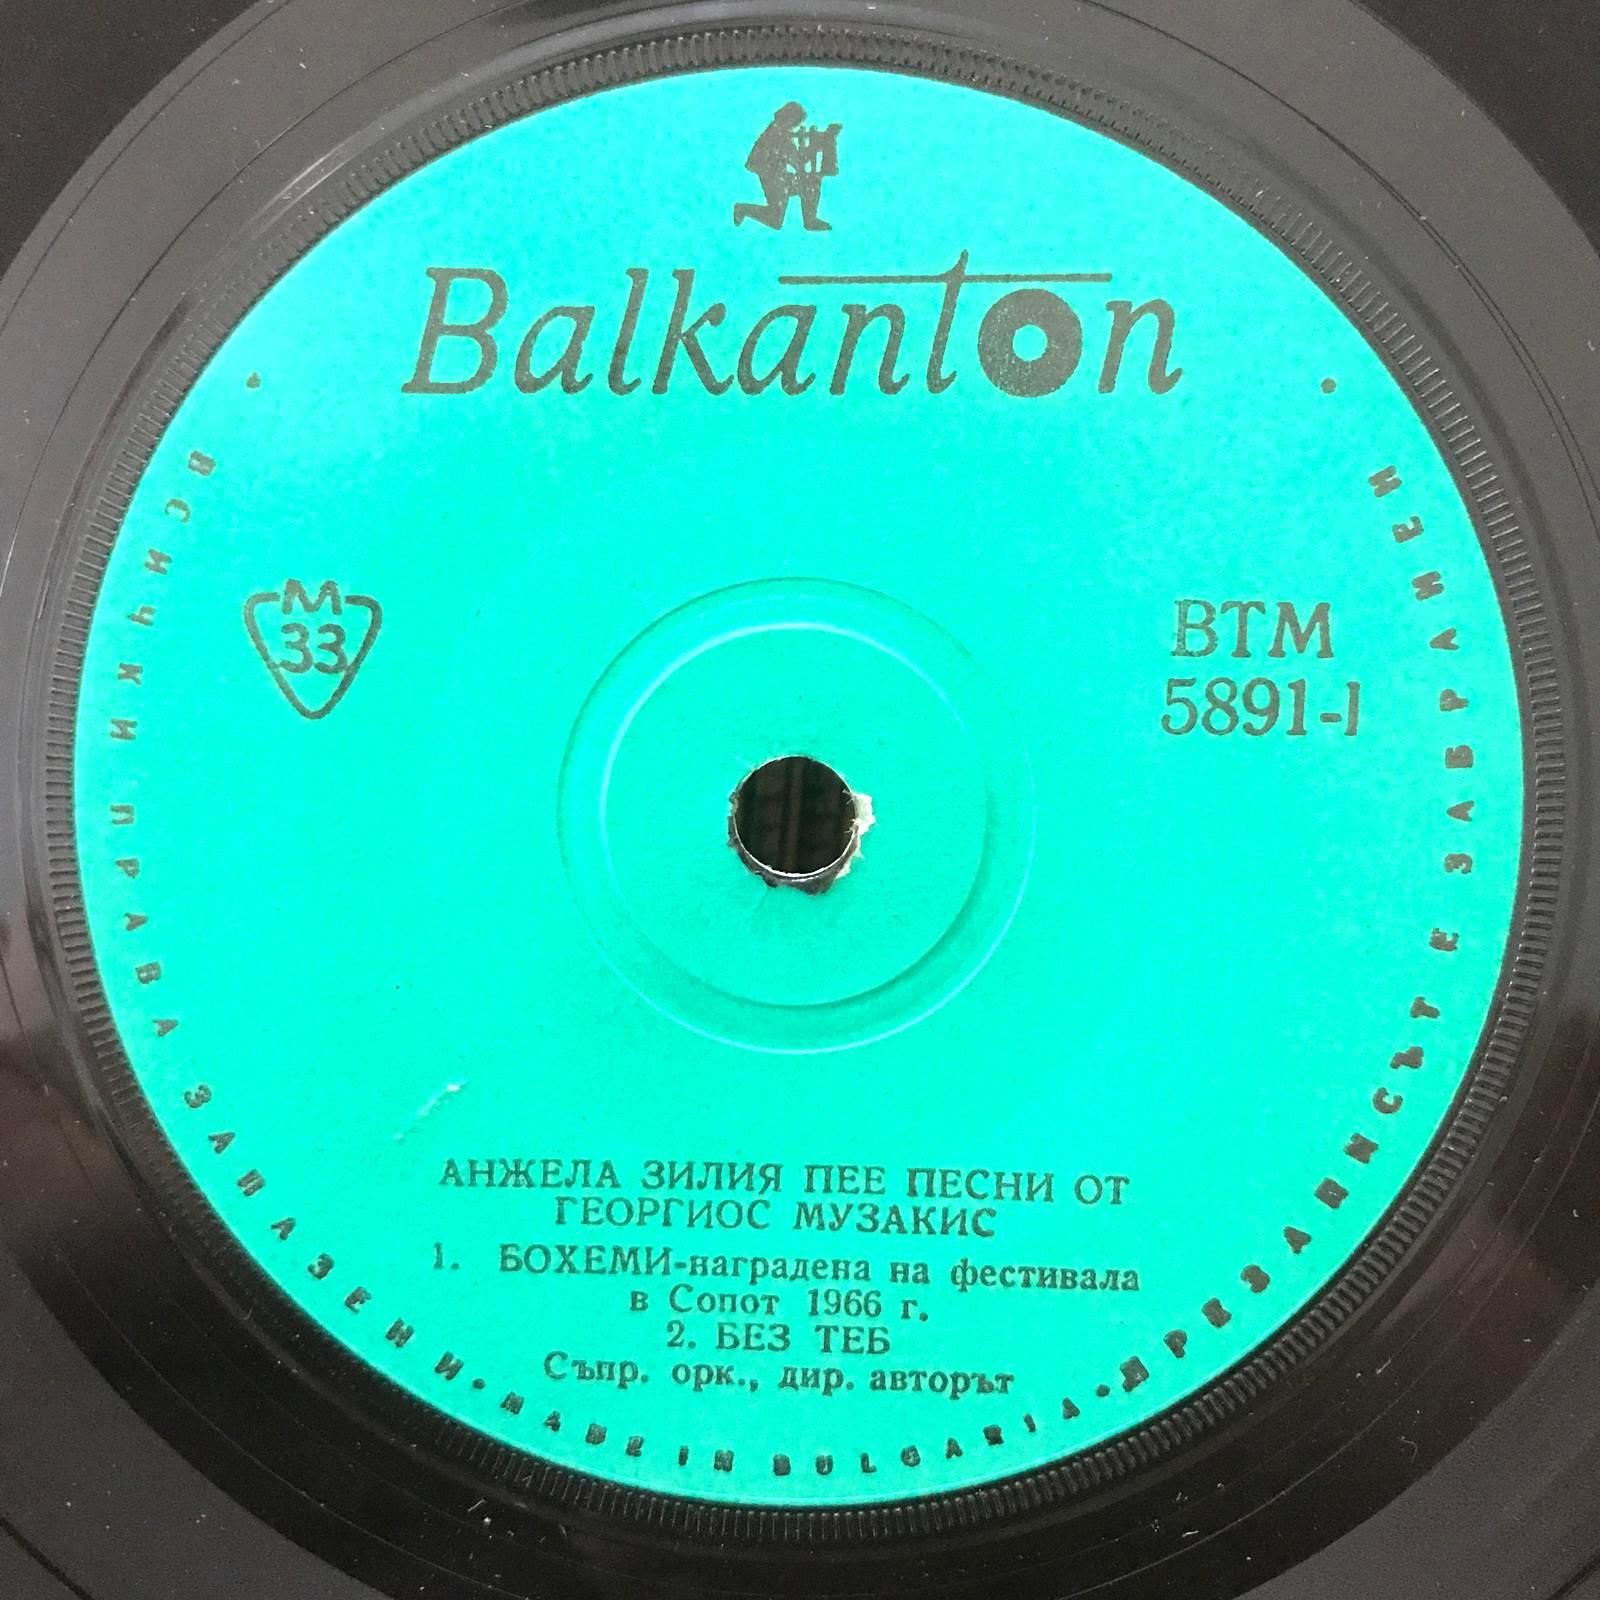 Balkanton
M
33
ВТМ
5891-1
АНЖЕЛА ЗИЛИЯ ПЕЕ ПЕСНИ ОТ
ГЕОРГИОС МУЗАКИС
1. БОХЕМИ-наградена на фестивала
в Сопот 1966 г.
2. БЕЗ ТЕБ
Съпр. орк., дир. авторът
• ВСИЧКИ ПРАВА ЗАПАЗЕНИ • MADE IN BULGARIA • ПРЕЗАПИСЪТ Е ЗАБРАНЕН •